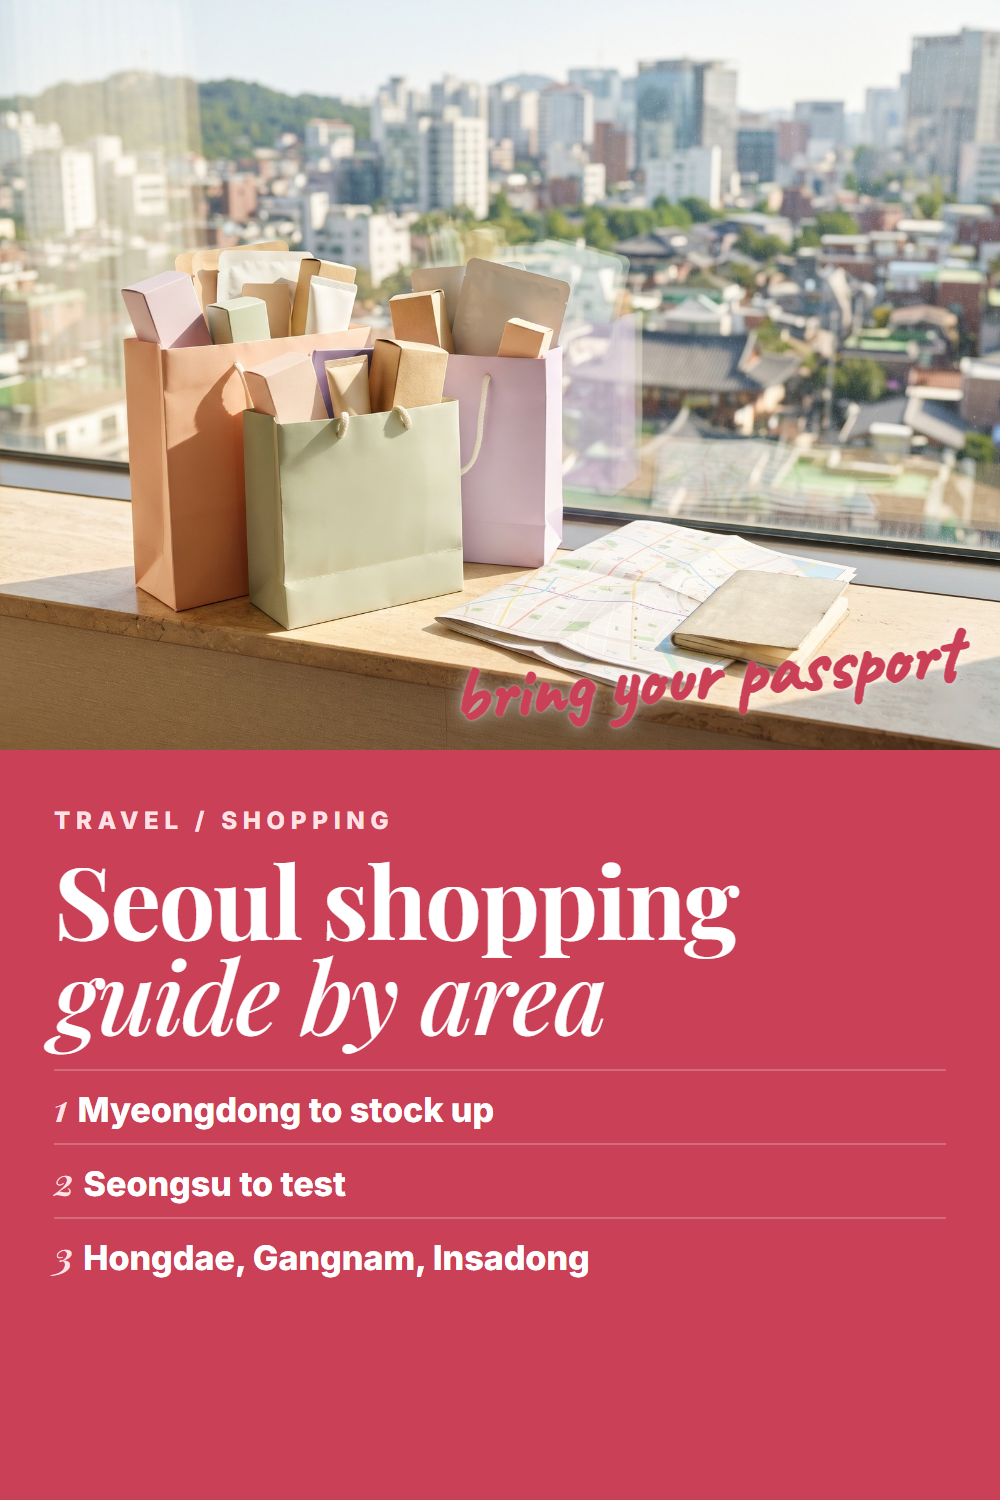 bring your passport
TRAVEL / SHOPPING
Seoul shopping
guide by area
1 Myeongdong to stock up
2 Seongsu to test
3 Hongdae, Gangnam, Insadong